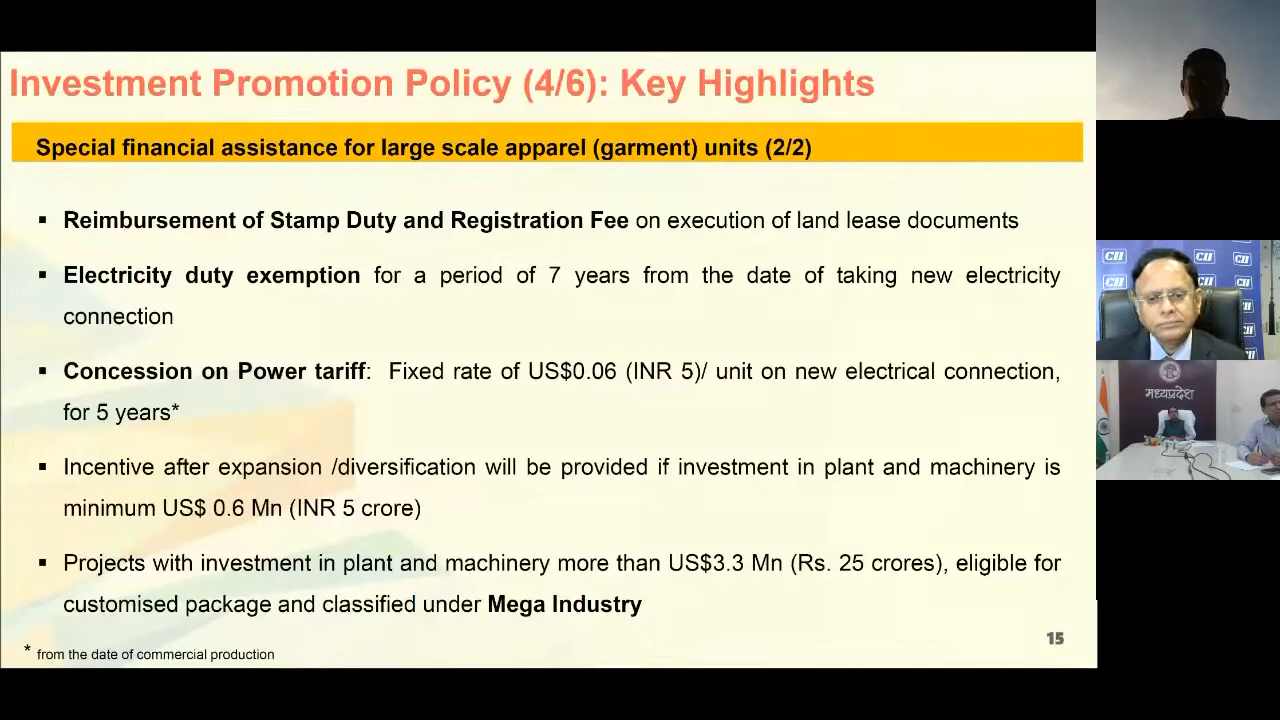 Investment Promotion Policy (4/6): Key Highlights
Special financial assistance for large scale apparel (garment) units (2/2)
▪ Reimbursement of Stamp Duty and Registration Fee on execution of land lease documents
▪ Electricity duty exemption for a period of 7 years from the date of taking new electricity
connection
▪ Concession on Power tariff: Fixed rate of US$0.06 (INR 5)/ unit on new electrical connection,
for 5 years*
▪ Incentive after expansion /diversification will be provided if investment in plant and machinery is
minimum US$ 0.6 Mn (INR 5 crore)
▪ Projects with investment in plant and machinery more than US$3.3 Mn (Rs. 25 crores), eligible for
customised package and classified under Mega Industry
* from the date of commercial production
15
CII CII CII
CII
मध्यप्रदेश